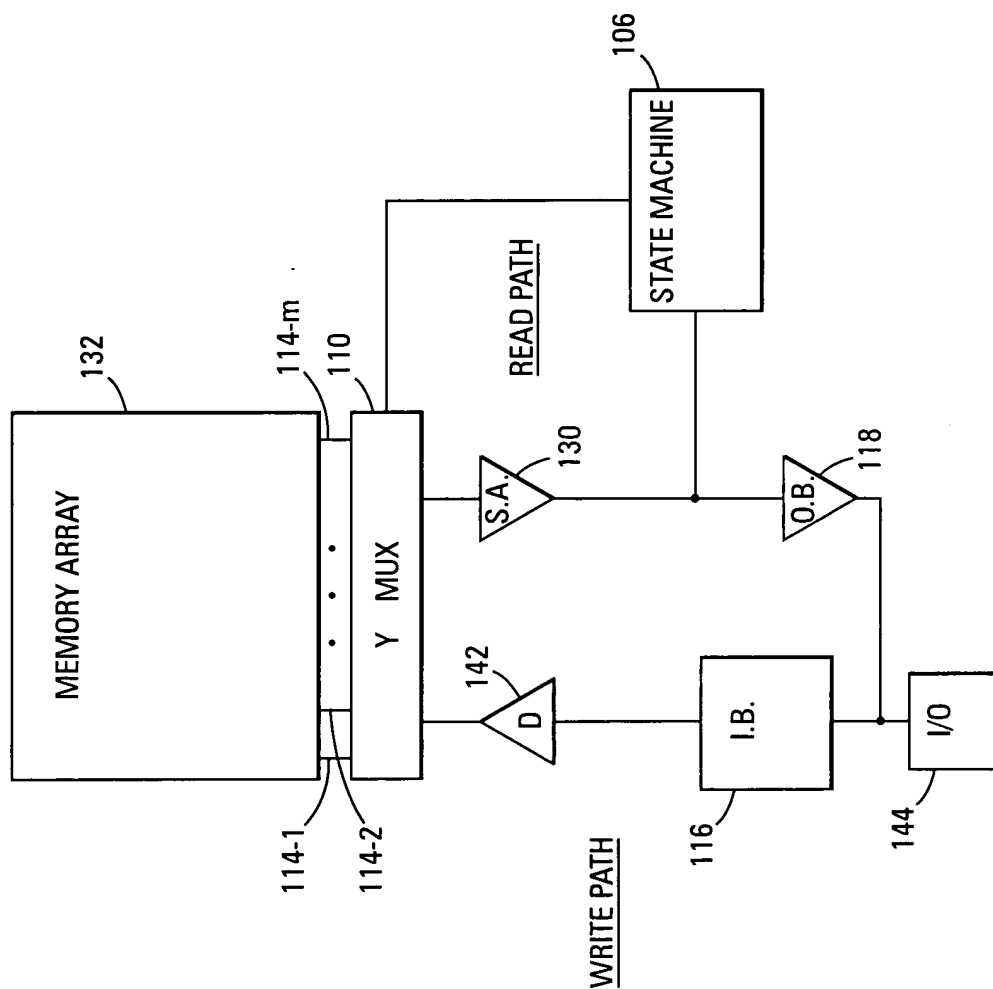 132
MEMORY ARRAY
114-1
114-2
114-m
110
Y MUX
142
D
S.A.
130
READ PATH
106
STATE MACHINE
WRITE PATH
116
I.B.
O.B.
118
144
I/O